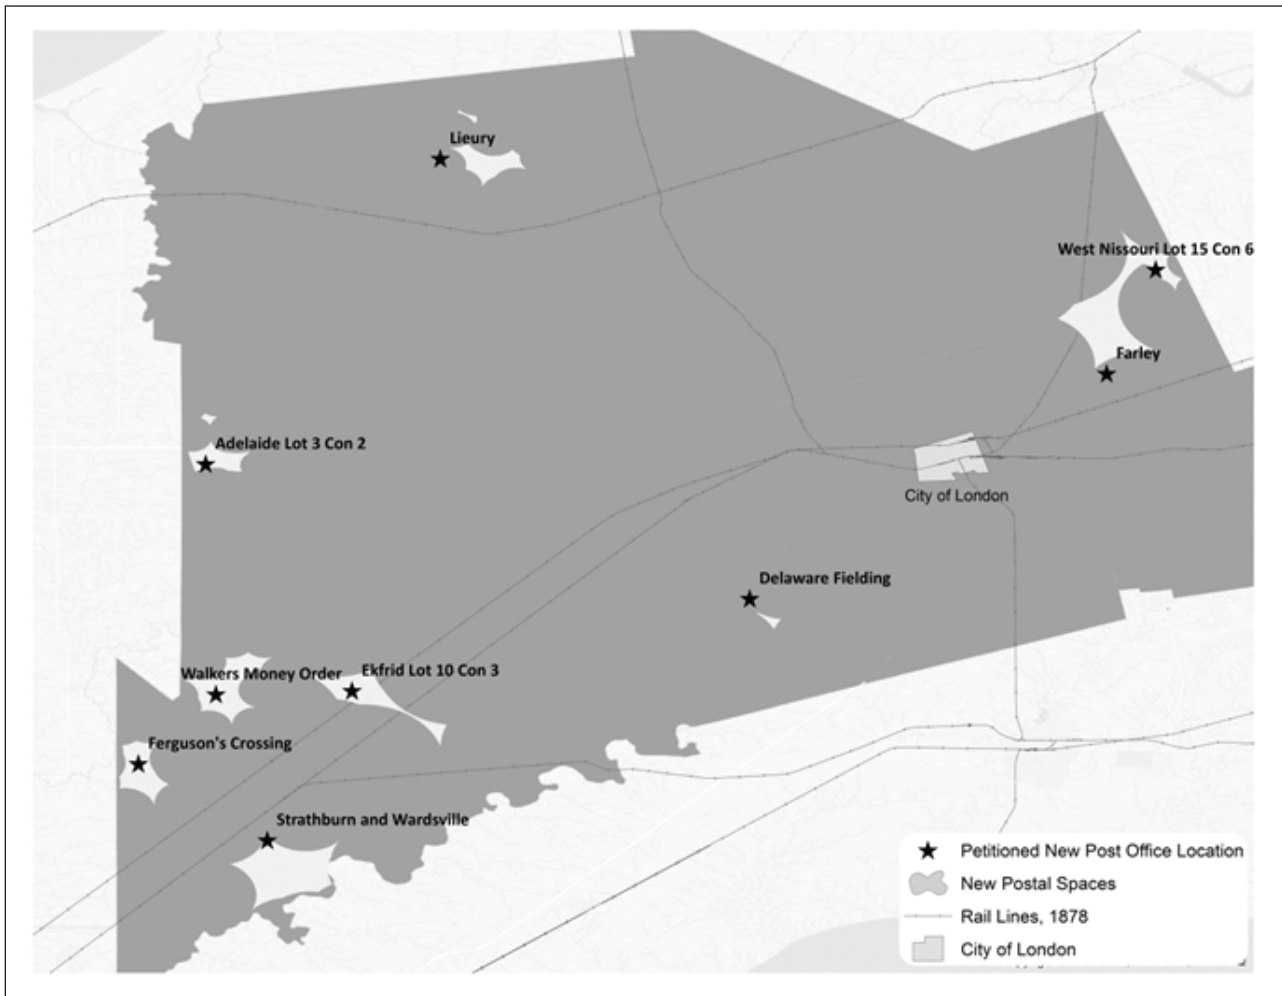 Lieury
West Nissouri Lot 15 Con 6
Farley
Adelaide Lot 3 Con 2
City of London
Delaware Fielding
Walkers Money Order
Ekfrid Lot 10 Con 3
Ferguson's Crossing
Strathburn and Wardsville
Petitioned New Post Office Location
New Postal Spaces
Rail Lines, 1878
City of London